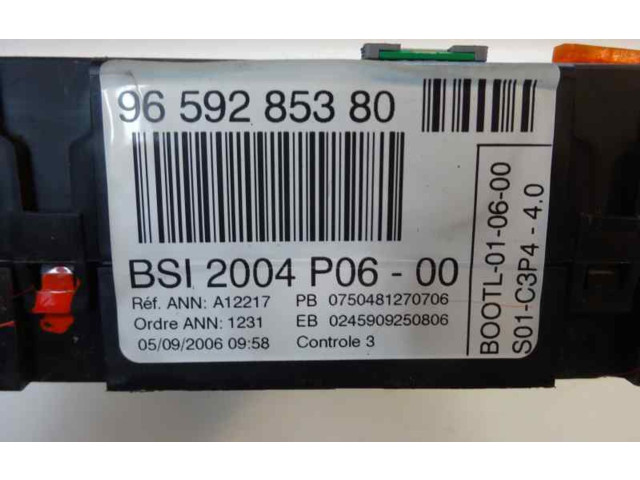 96 592 853 80
BSI 2004 P06 - 00
Réf. ANN: A12217 PB 0750481270706
Ordre ANN: 1231 EB 0245909250806
05/09/2006 09:58 Controle 3
BOOTL-01-06-00
S01-C3P4 - 4.0